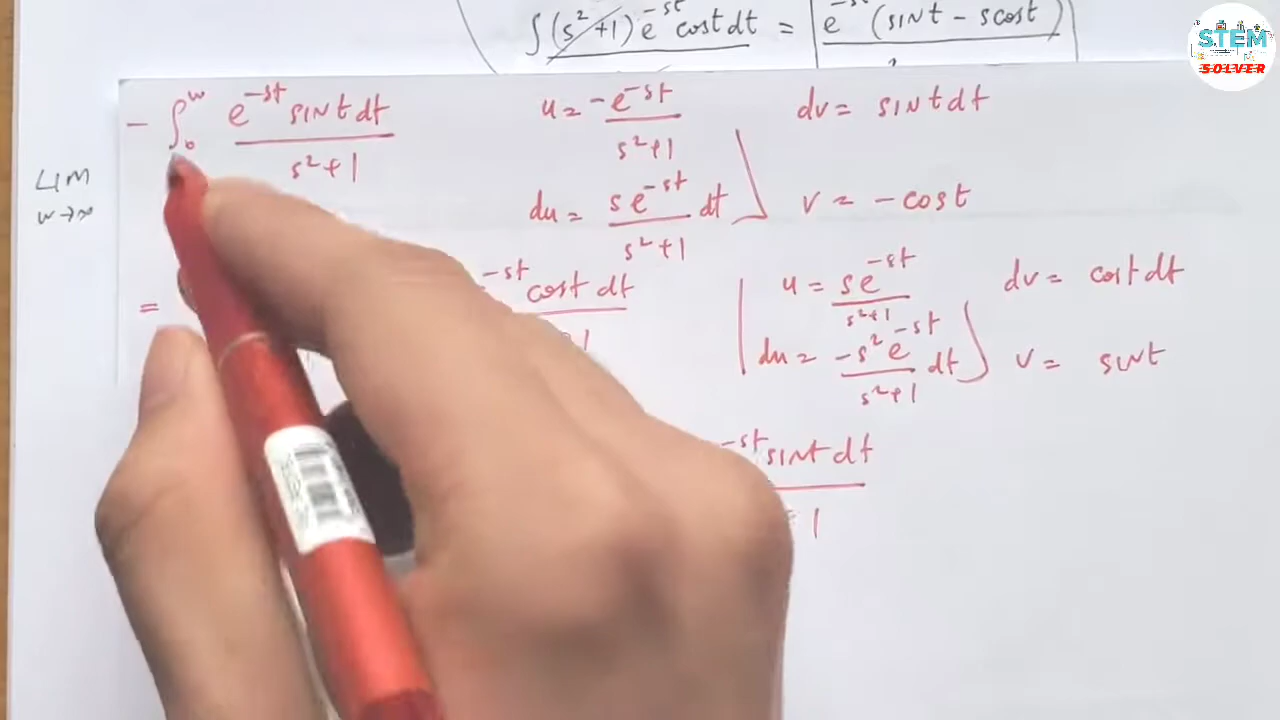 ∫(s²+1)e^-st cost dt = e^-st (sint - scost)
STEM
SOLVER
- ∫₀^w e^-st sint dt / s²+1
u = -e^-st / s²+1
dv = sint dt
Lim
w→∞
du = se^-st / s²+1 dt
v = -cost
= e^-st cost dt / 1
u = se^-st / s²+1
dv = cost dt
du = -s²e^-st / s²+1 dt
v = sint
e^-st sint dt / 1